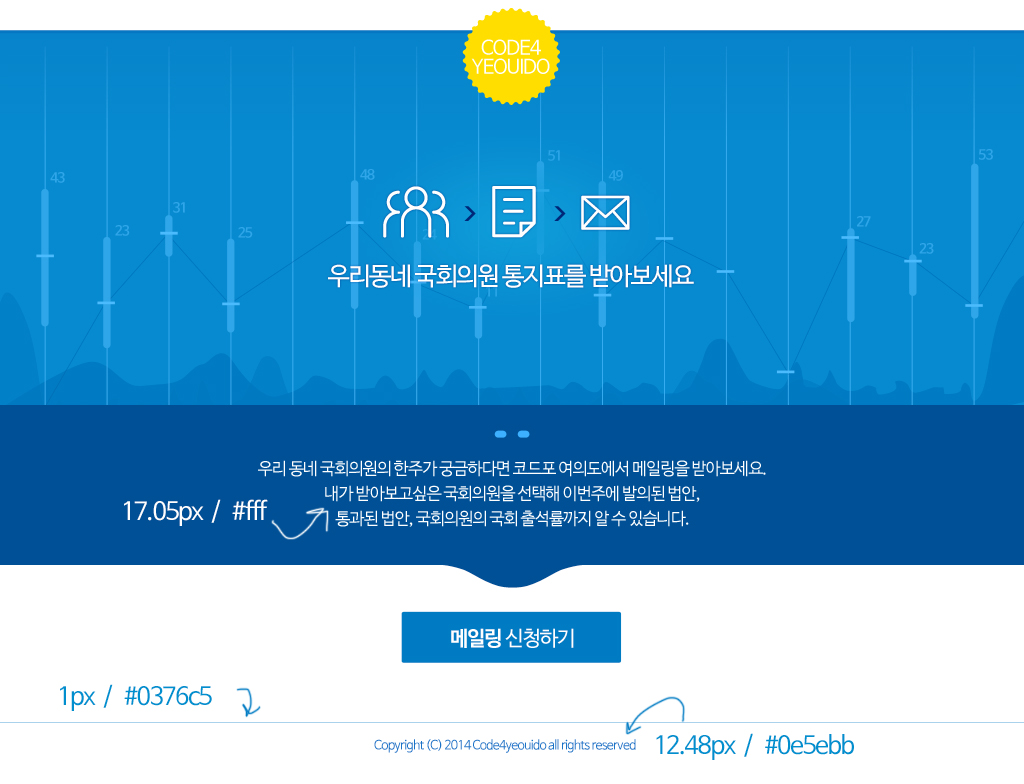 CODE4
YEOUIDO
43
23
31
25
48
51
49
27
23
53
우리동네 국회의원 통지표를 받아보세요
우리 동네 국회의원의 한주가 궁금하다면 코드포 여의도에서 메일링을 받아보세요.
내가 받아보고싶은 국회의원을 선택해 이번주에 발의된 법안,
통과된 법안, 국회의원의 국회 출석률까지 알 수 있습니다.
17.05px / #fff
메일링 신청하기
1px / #0376c5
Copyright (C) 2014 Code4yeouido all rights reserved
12.48px / #0e5ebb